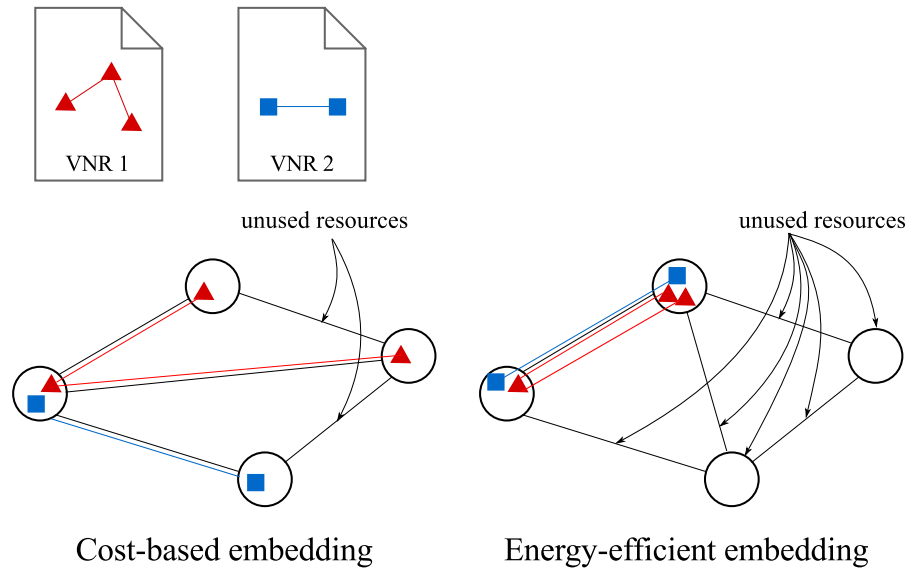 VNR 1
VNR 2
unused resources
unused resources
Cost-based embedding
Energy-efficient embedding